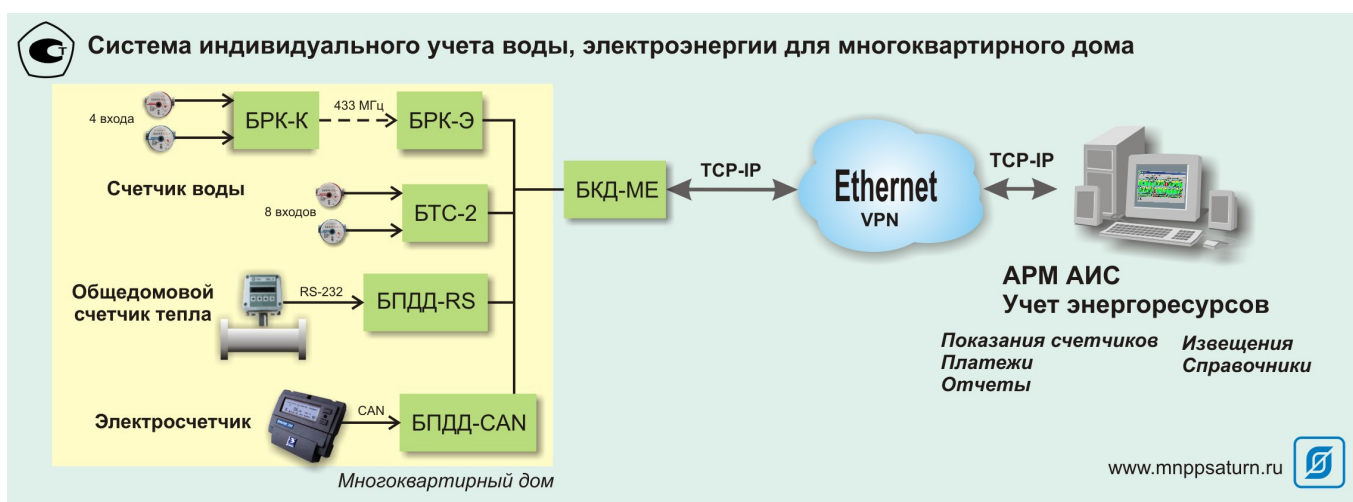 Система индивидуального учета воды, электроэнергии для многоквартирного дома
4 входа
БРК-К
433 МГц
БРК-Э
Счетчик воды
8 входов
БТС-2
БКД-МЕ
TCP-IP
Ethernet
VPN
TCP-IP
АРМ АИС
Учет энергоресурсов
Показания счетчиков
Платежи
Отчеты
Извещения
Справочники
Общедомовой
счетчик тепла
RS-232
БПДД-RS
Электросчетчик
CAN
БПДД-CAN
Многоквартирный дом
www.mnppsaturn.ru